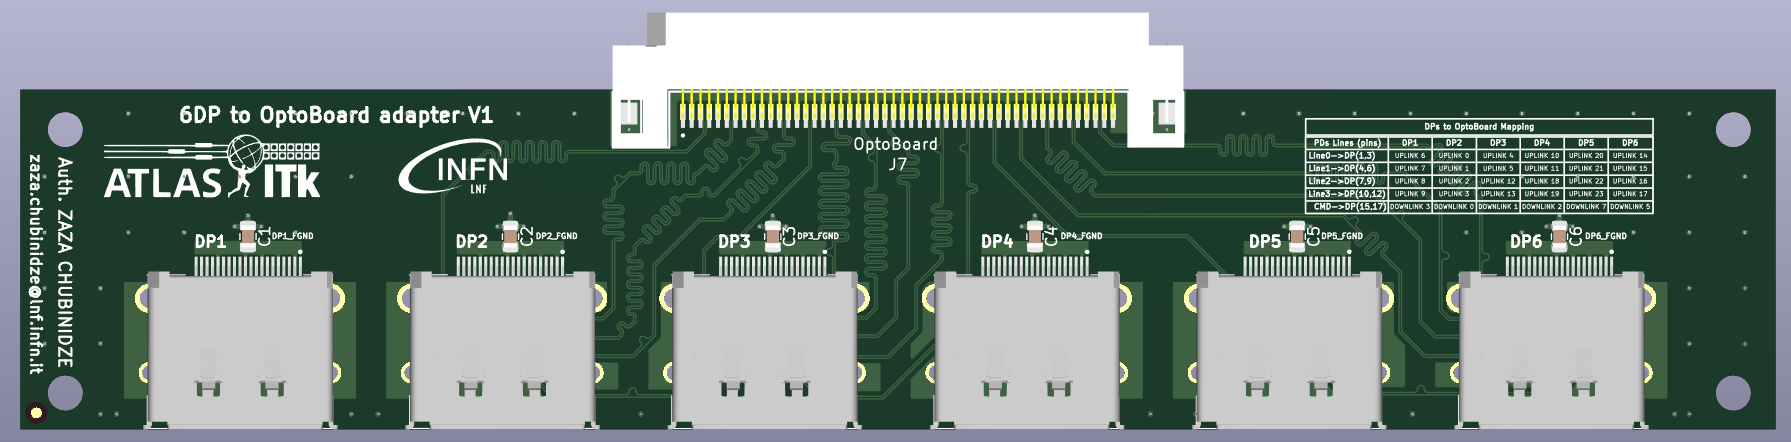 6DP to OptoBoard adapter V1
ATLAS ITk
INFN
LNF
Auth. ZAZA CHUBINIDZE
zaza.chubinidze@lnf.infn.it
OptoBoard
J7
DPs to OptoBoard Mapping
PDs Lines (pins) DP1 DP2 DP3 DP4 DP5 DP6
Line0->DP(1,3) UPLINK 6 UPLINK 0 UPLINK 4 UPLINK 10 UPLINK 20 UPLINK 14
Line1->DP(4,6) UPLINK 7 UPLINK 1 UPLINK 5 UPLINK 11 UPLINK 21 UPLINK 15
Line2->DP(7,9) UPLINK 8 UPLINK 2 UPLINK 12 UPLINK 18 UPLINK 22 UPLINK 16
Line3->DP(10,12) UPLINK 9 UPLINK 3 UPLINK 13 UPLINK 19 UPLINK 23 UPLINK 17
CMD->DP(15,17) DOWNLINK 3 DOWNLINK 0 DOWNLINK 1 DOWNLINK 2 DOWNLINK 7 DOWNLINK 5
DP1 C1 DP1_FGND
DP2 C2 DP2_FGND
DP3 C3 DP3_FGND
DP4 C4 DP4_FGND
DP5 C5 DP5_FGND
DP6 C6 DP6_FGND